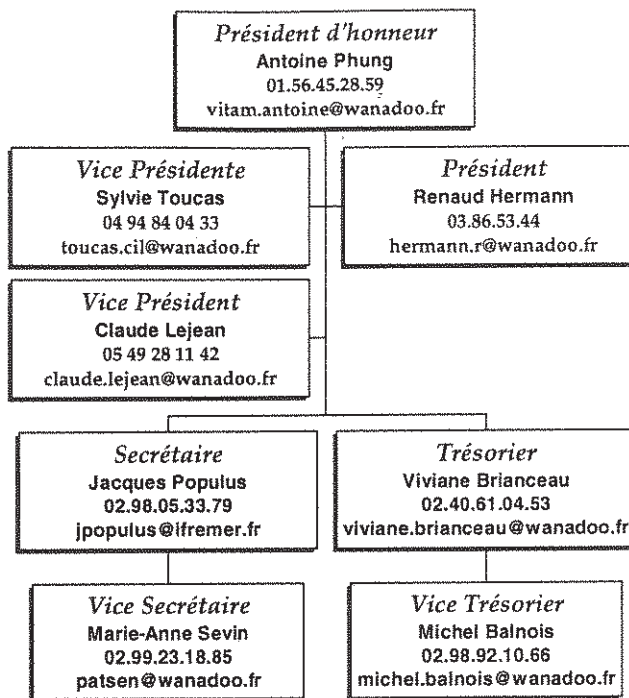 Président d'honneur
Antoine Phung
01.56.45.28.59
vitam.antoine@wanadoo.fr
Vice Présidente
Sylvie Toucas
04 94 84 04 33
toucas.cil@wanadoo.fr
Président
Renaud Hermann
03.86.53.44
hermann.r@wanadoo.fr
Vice Président
Claude Lejean
05 49 28 11 42
claude.lejean@wanadoo.fr
Secrétaire
Jacques Populus
02.98.05.33.79
jpopulus@ifremer.fr
Trésorier
Viviane Brianceau
02.40.61.04.53
viviane.brianceau@wanadoo.fr
Vice Secrétaire
Marie-Anne Sevin
02.99.23.18.85
patsen@wanadoo.fr
Vice Trésorier
Michel Balnois
02.98.92.10.66
michel.balnois@wanadoo.fr